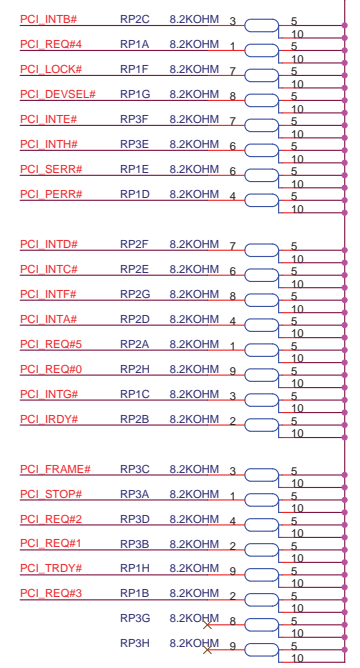 PCI_INTB# RP2C 8.2KOHM 3 5
10
PCI_REQ#4 RP1A 8.2KOHM 1 5
10
PCI_LOCK# RP1F 8.2KOHM 7 5
10
PCI_DEVSEL# RP1G 8.2KOHM 8 5
10
PCI_INTE# RP3F 8.2KOHM 7 5
10
PCI_INTH# RP3E 8.2KOHM 6 5
10
PCI_SERR# RP1E 8.2KOHM 6 5
10
PCI_PERR# RP1D 8.2KOHM 4 5
10
PCI_INTD# RP2F 8.2KOHM 7 5
10
PCI_INTC# RP2E 8.2KOHM 6 5
10
PCI_INTF# RP2G 8.2KOHM 8 5
10
PCI_INTA# RP2D 8.2KOHM 4 5
10
PCI_REQ#5 RP2A 8.2KOHM 1 5
10
PCI_REQ#0 RP2H 8.2KOHM 9 5
10
PCI_INTG# RP1C 8.2KOHM 3 5
10
PCI_IRDY# RP2B 8.2KOHM 2 5
10
PCI_FRAME# RP3C 8.2KOHM 3 5
10
PCI_STOP# RP3A 8.2KOHM 1 5
10
PCI_REQ#2 RP3D 8.2KOHM 4 5
10
PCI_REQ#1 RP3B 8.2KOHM 2 5
10
PCI_TRDY# RP1H 8.2KOHM 9 5
10
PCI_REQ#3 RP1B 8.2KOHM 2 5
10
RP3G 8.2KOHM 8 5
10
RP3H 8.2KOHM 9 5
10